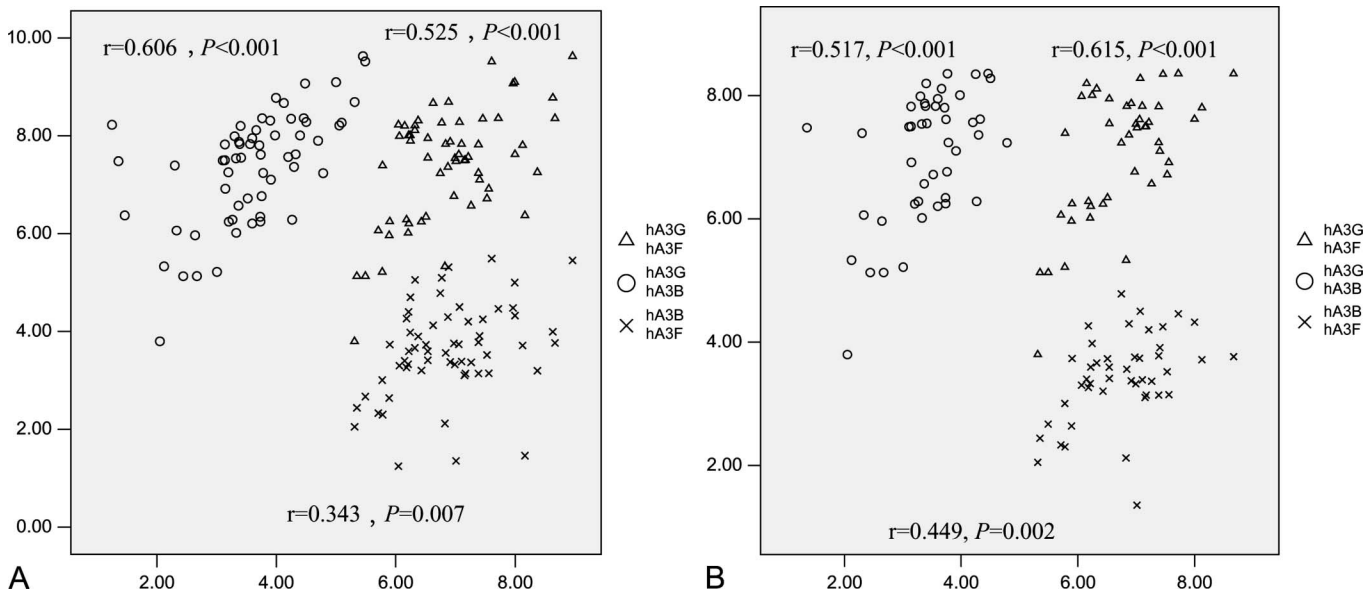 r=0.606 , P<0.001
r=0.525 , P<0.001
10.00
8.00
6.00
4.00
2.00
0.00
hA3G
hA3F
hA3G
hA3B
hA3B
hA3F
r=0.343 , P=0.007
2.00
4.00
6.00
8.00
A
r=0.517, P<0.001
r=0.615, P<0.001
8.00
6.00
4.00
2.00
hA3G
hA3F
hA3G
hA3B
hA3B
hA3F
r=0.449, P=0.002
2.00
4.00
6.00
8.00
B